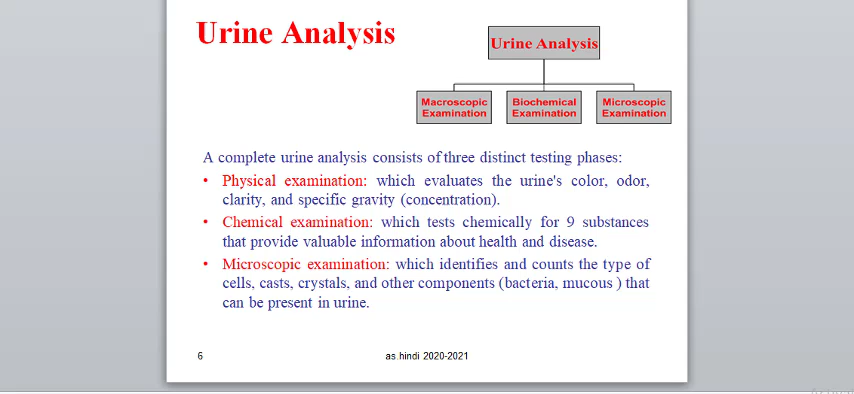 Urine Analysis
Urine Analysis
Macroscopic
Examination
Biochemical
Examination
Microscopic
Examination
A complete urine analysis consists of three distinct testing phases:
• Physical examination: which evaluates the urine's color, odor,
clarity, and specific gravity (concentration).
• Chemical examination: which tests chemically for 9 substances
that provide valuable information about health and disease.
• Microscopic examination: which identifies and counts the type of
cells, casts, crystals, and other components (bacteria, mucous ) that
can be present in urine.
6
as.hindi 2020-2021